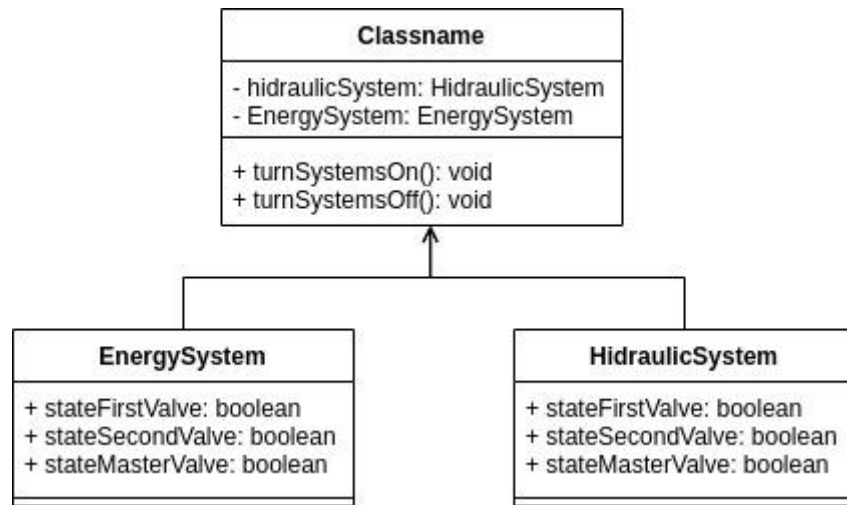 Classname
- hidraulicSystem: HidraulicSystem
- EnergySystem: EnergySystem
+ turnSystemsOn(): void
+ turnSystemsOff(): void
EnergySystem
+ stateFirstValve: boolean
+ stateSecondValve: boolean
+ stateMasterValve: boolean
HidraulicSystem
+ stateFirstValve: boolean
+ stateSecondValve: boolean
+ stateMasterValve: boolean